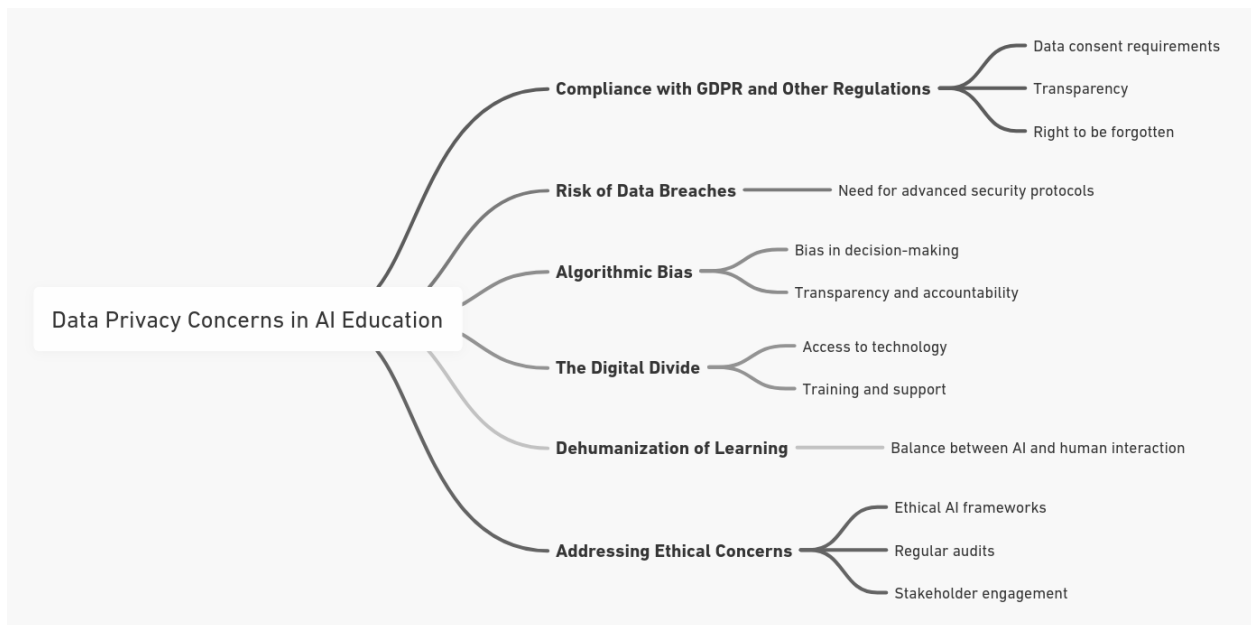 Data Privacy Concerns in AI Education
Compliance with GDPR and Other Regulations
Data consent requirements
Transparency
Right to be forgotten
Risk of Data Breaches
Need for advanced security protocols
Algorithmic Bias
Bias in decision-making
Transparency and accountability
The Digital Divide
Access to technology
Training and support
Dehumanization of Learning
Balance between AI and human interaction
Addressing Ethical Concerns
Ethical AI frameworks
Regular audits
Stakeholder engagement